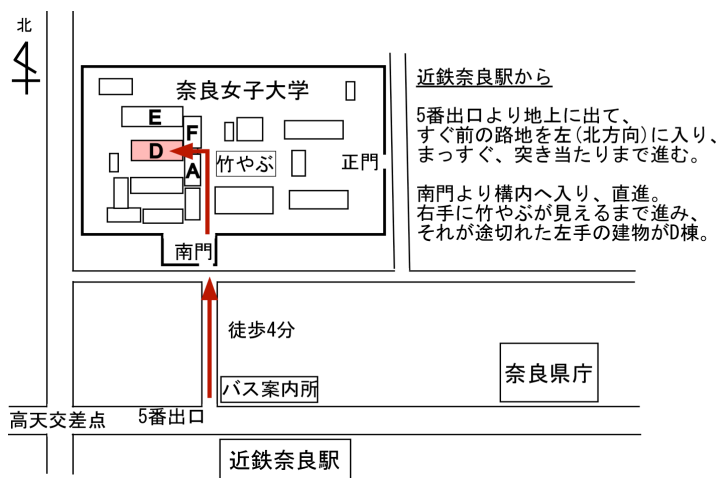 北
奈良女子大学
E
F
D
A
竹やぶ
正門
南門
近鉄奈良駅から
5番出口より地上に出て、
すぐ前の路地を左(北方向)に入り、
まっすぐ、突き当たりまで進む。
南門より構内へ入り、直進。
右手に竹やぶが見えるまで進み、
それが途切れた左手の建物がD棟。
徒歩4分
バス案内所
奈良県庁
高天交差点
5番出口
近鉄奈良駅